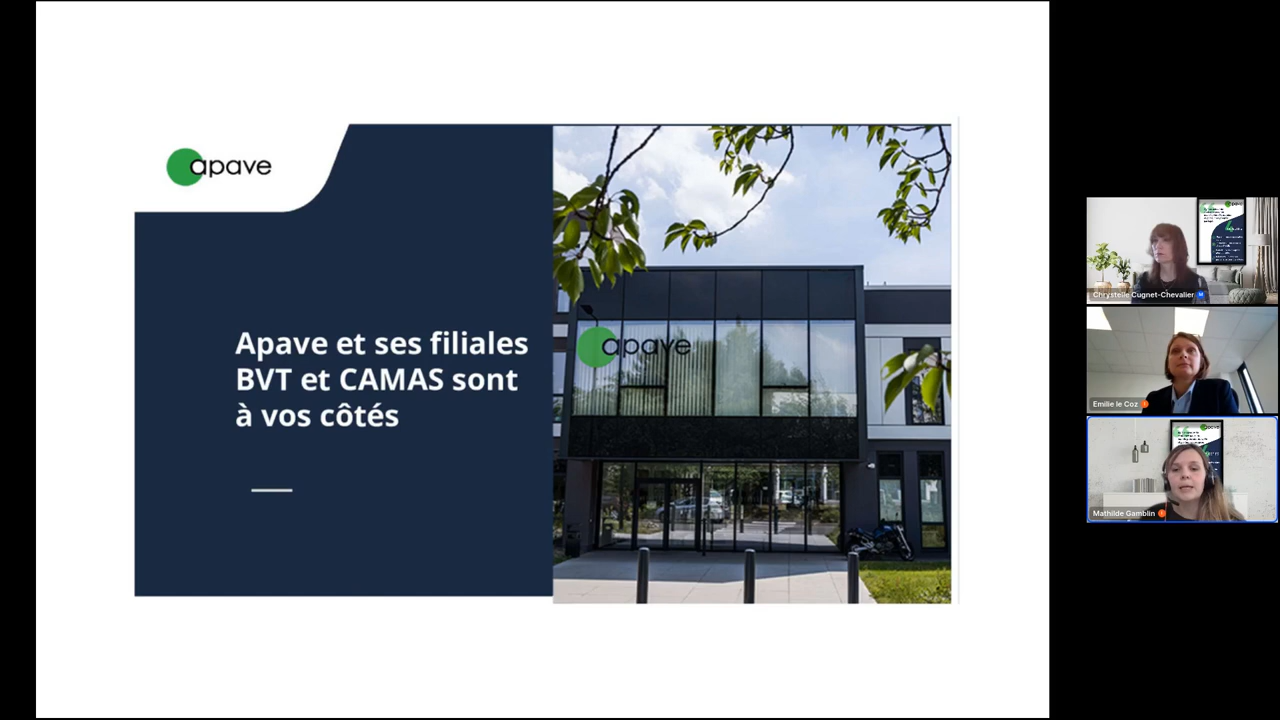 apave
Apave et ses filiales
BVT et CAMAS sont
à vos côtés
apave
Chrystelle Cugnet-Chevalier
Emilie le Coz
Mathilde Gamblin